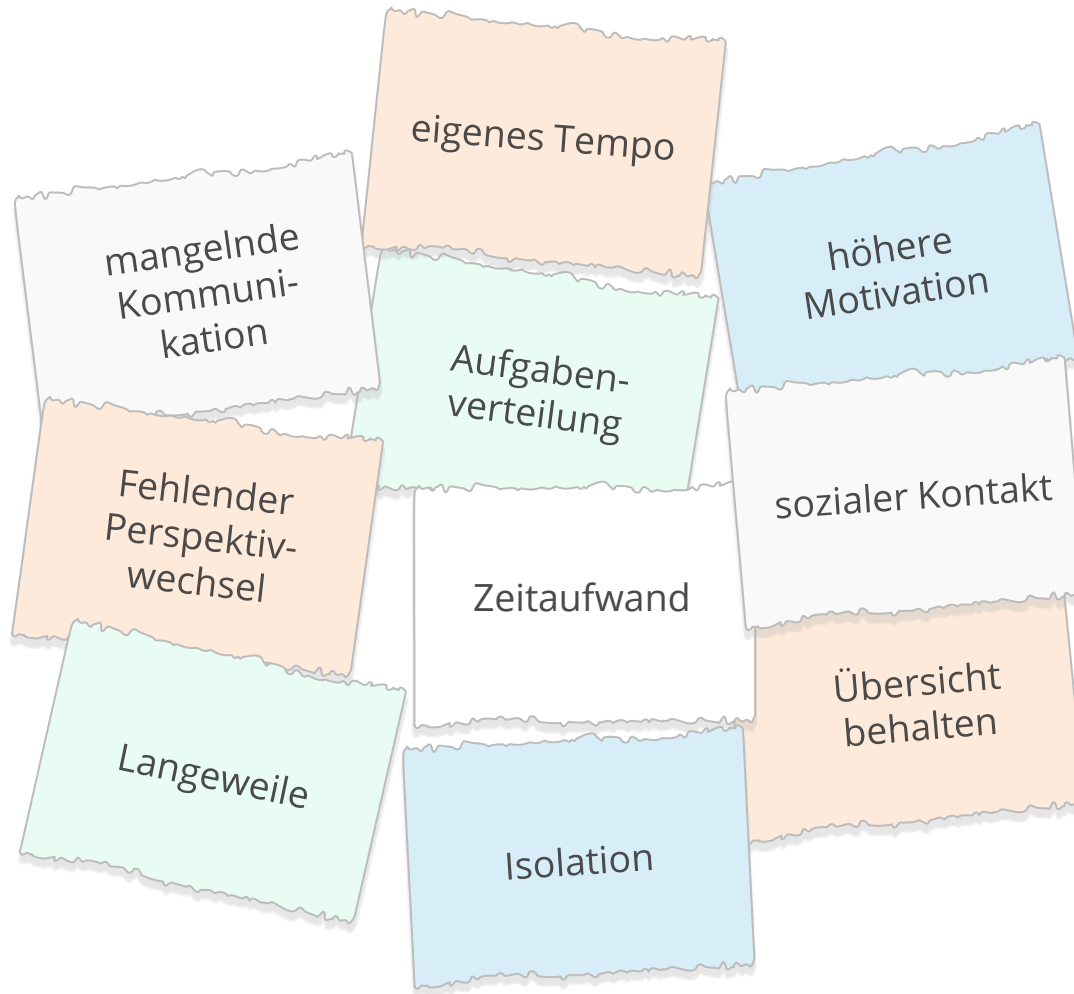 eigenes Tempo
mangelnde
Kommuni-
kation
höhere
Motivation
Aufgaben-
verteilung
Fehlender
Perspektiv-
wechsel
sozialer Kontakt
Zeitaufwand
Übersicht
behalten
Langeweile
Isolation